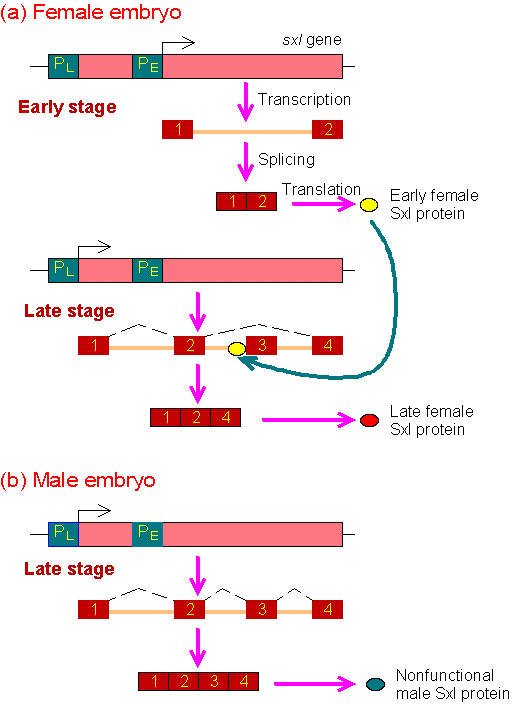 (a) Female embryo
sxl gene
PL PE
Early stage
Transcription
1 2
Splicing
1 2
Translation
Early female
Sxl protein
PL PE
Late stage
1 2 3 4
1 2 4
Late female
Sxl protein
(b) Male embryo
PL PE
Late stage
1 2 3 4
1 2 3 4
Nonfunctional
male Sxl protein